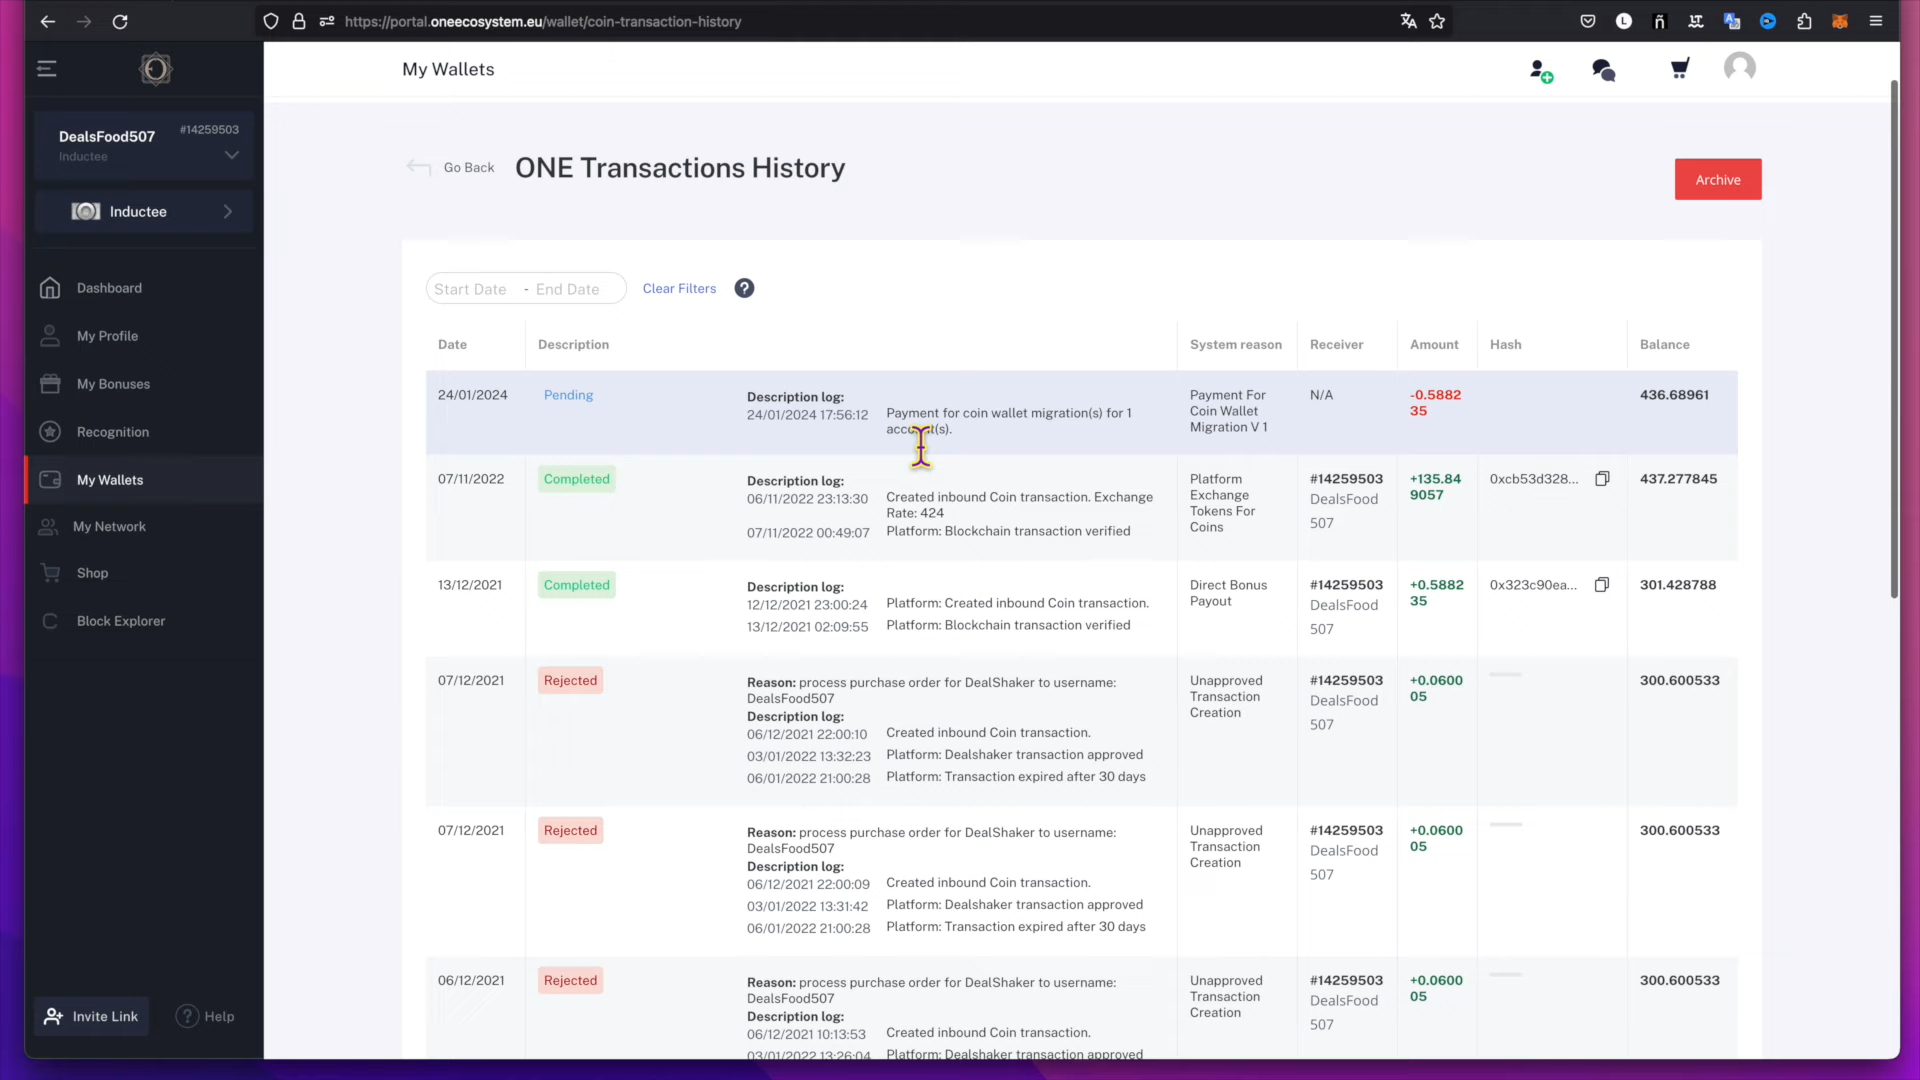 https://portal.oneecosystem.eu/wallet/coin-transaction-history
My Wallets
DealsFood507
#14259503
Inductee
Inductee
Dashboard
My Profile
My Bonuses
Recognition
My Wallets
My Network
Shop
Block Explorer
Invite Link
? Help
Go Back
ONE Transactions History
Archive
Start Date - End Date
Clear Filters
?
Date Description System reason Receiver Amount Hash Balance
24/01/2024
Pending
Description log:
24/01/2024 17:56:12 Payment for coin wallet migration(s) for 1
Payment For
Coin Wallet
Migration V 1
N/A
-0.5882
35
436.68961
07/11/2022
Completed
Description log:
06/11/2022 23:13:30 Created inbound Coin transaction. Exchange
Rate: 424
07/11/2022 00:49:07 Platform: Blockchain transaction verified
Platform
Exchange
Tokens For
Coins
#14259503
DealsFood
507
+135.84
9057
0xcb53d328...
437.277845
13/12/2021
Completed
Description log:
12/12/2021 23:00:24 Platform: Created inbound Coin transaction.
13/12/2021 02:09:55 Platform: Blockchain transaction verified
Direct Bonus
Payout
#14259503
DealsFood
507
+0.5882
35
0x323c90ea...
301.428788
07/12/2021
Rejected
Reason: process purchase order for DealShaker to username:
DealsFood507
Description log:
06/12/2021 22:00:10 Created inbound Coin transaction.
03/01/2022 13:32:23 Platform: Dealshaker transaction approved
06/01/2022 21:00:28 Platform: Transaction expired after 30 days
Unapproved
Transaction
Creation
#14259503
DealsFood
507
+0.0600
05
300.600533
07/12/2021
Rejected
Reason: process purchase order for DealShaker to username:
DealsFood507
Description log:
06/12/2021 22:00:09 Created inbound Coin transaction.
03/01/2022 13:31:42 Platform: Dealshaker transaction approved
06/01/2022 21:00:28 Platform: Transaction expired after 30 days
Unapproved
Transaction
Creation
#14259503
DealsFood
507
+0.0600
05
300.600533
06/12/2021
Rejected
Reason: process purchase order for DealShaker to username:
DealsFood507
Description log:
06/12/2021 10:13:53 Created inbound Coin transaction.
03/01/2022 13:26:04 Platform: Dealshaker transaction approved
Unapproved
Transaction
Creation
#14259503
DealsFood
507
+0.0600
05
300.600533